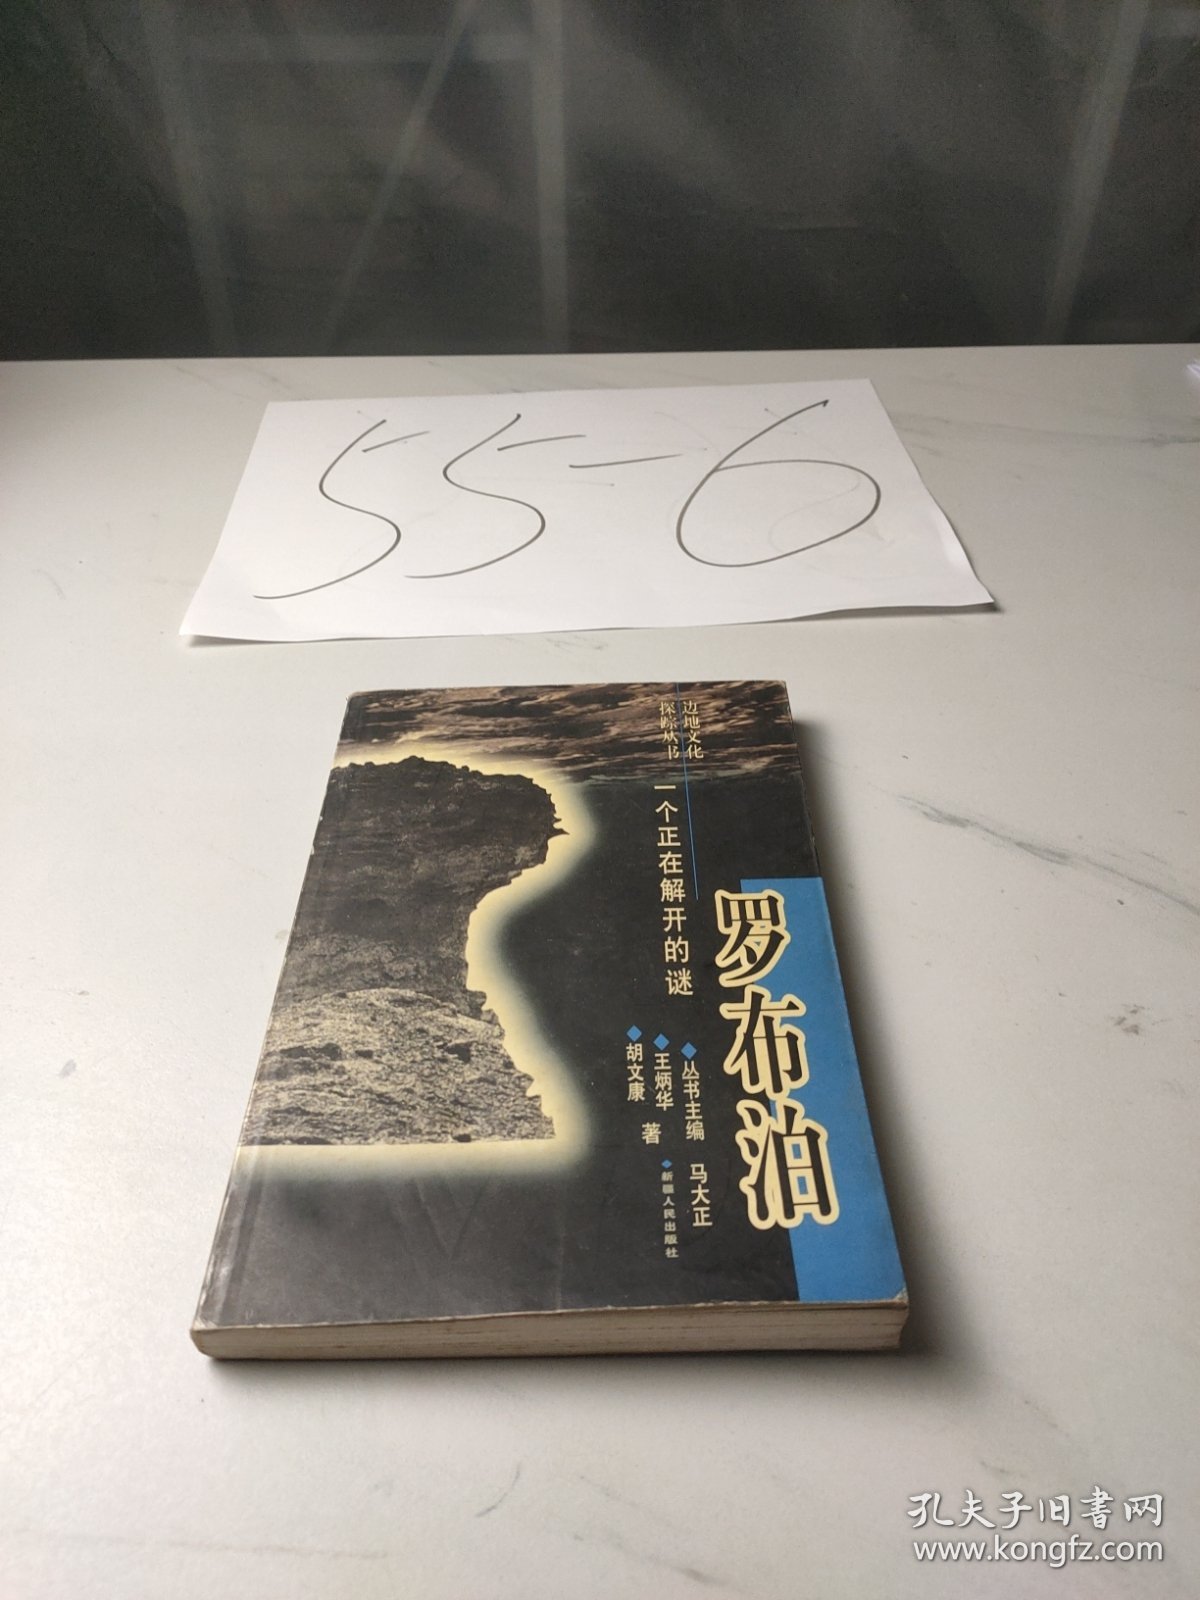 55-6
边地文化
探踪丛书
一个正在解开的谜
罗布泊
◆丛书主编 马大正
◆王炳华
◆胡文康 著
◆新疆人民出版社
孔夫子旧书网
www.kongfz.com